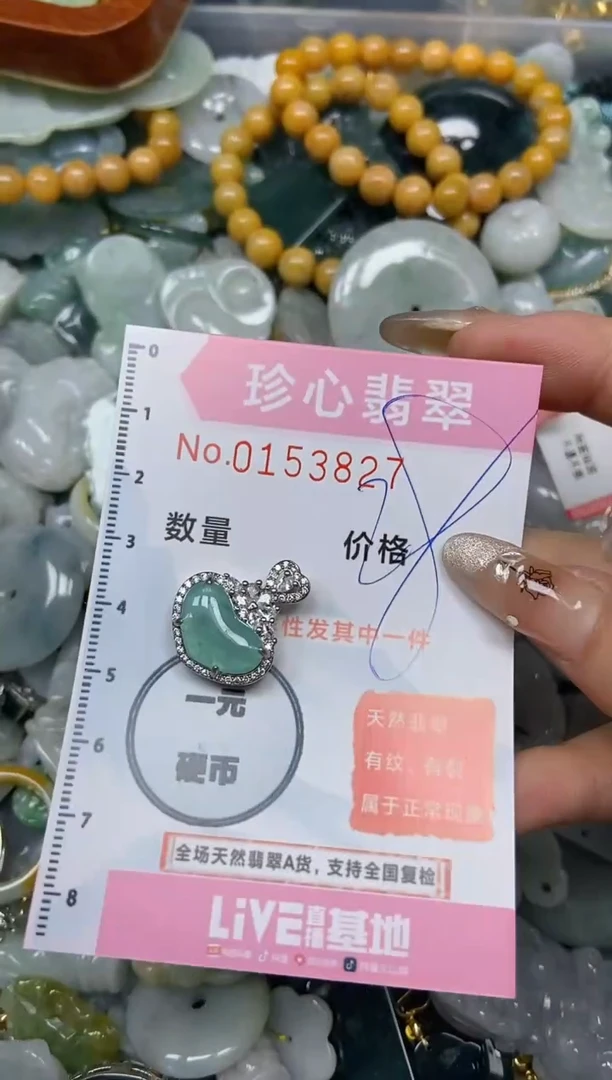 珍心翡翠
No.0153827
数量
价格
性发其中一件
一元
硬币
天然翡翠
有纹、有裂
属于正常现象
全场天然翡翠A货，支持全国复检
LiVE直播基地
0
1
2
3
4
5
6
7
8